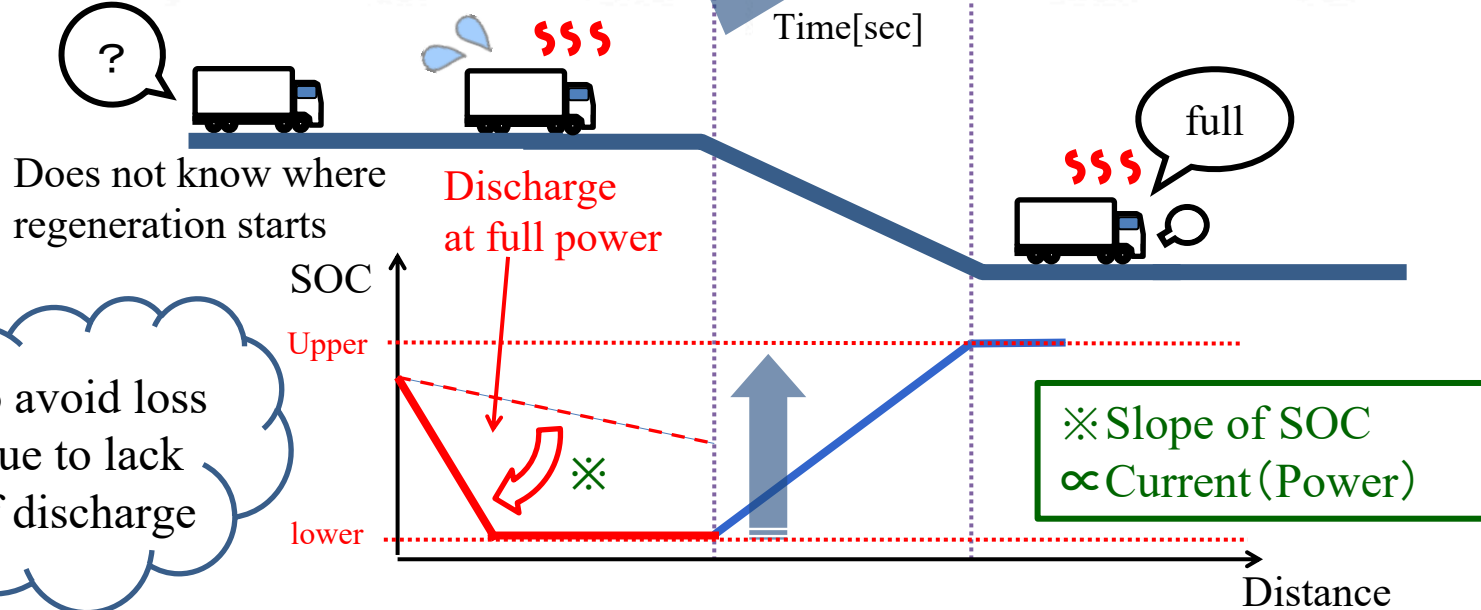 Time[sec]
?
full
Does not know where
regeneration starts
Discharge
at full power
SOC
Upper
avoid loss
ue to lack
discharge
※
※Slope of SOC
∝Current(Power)
lower
Distance